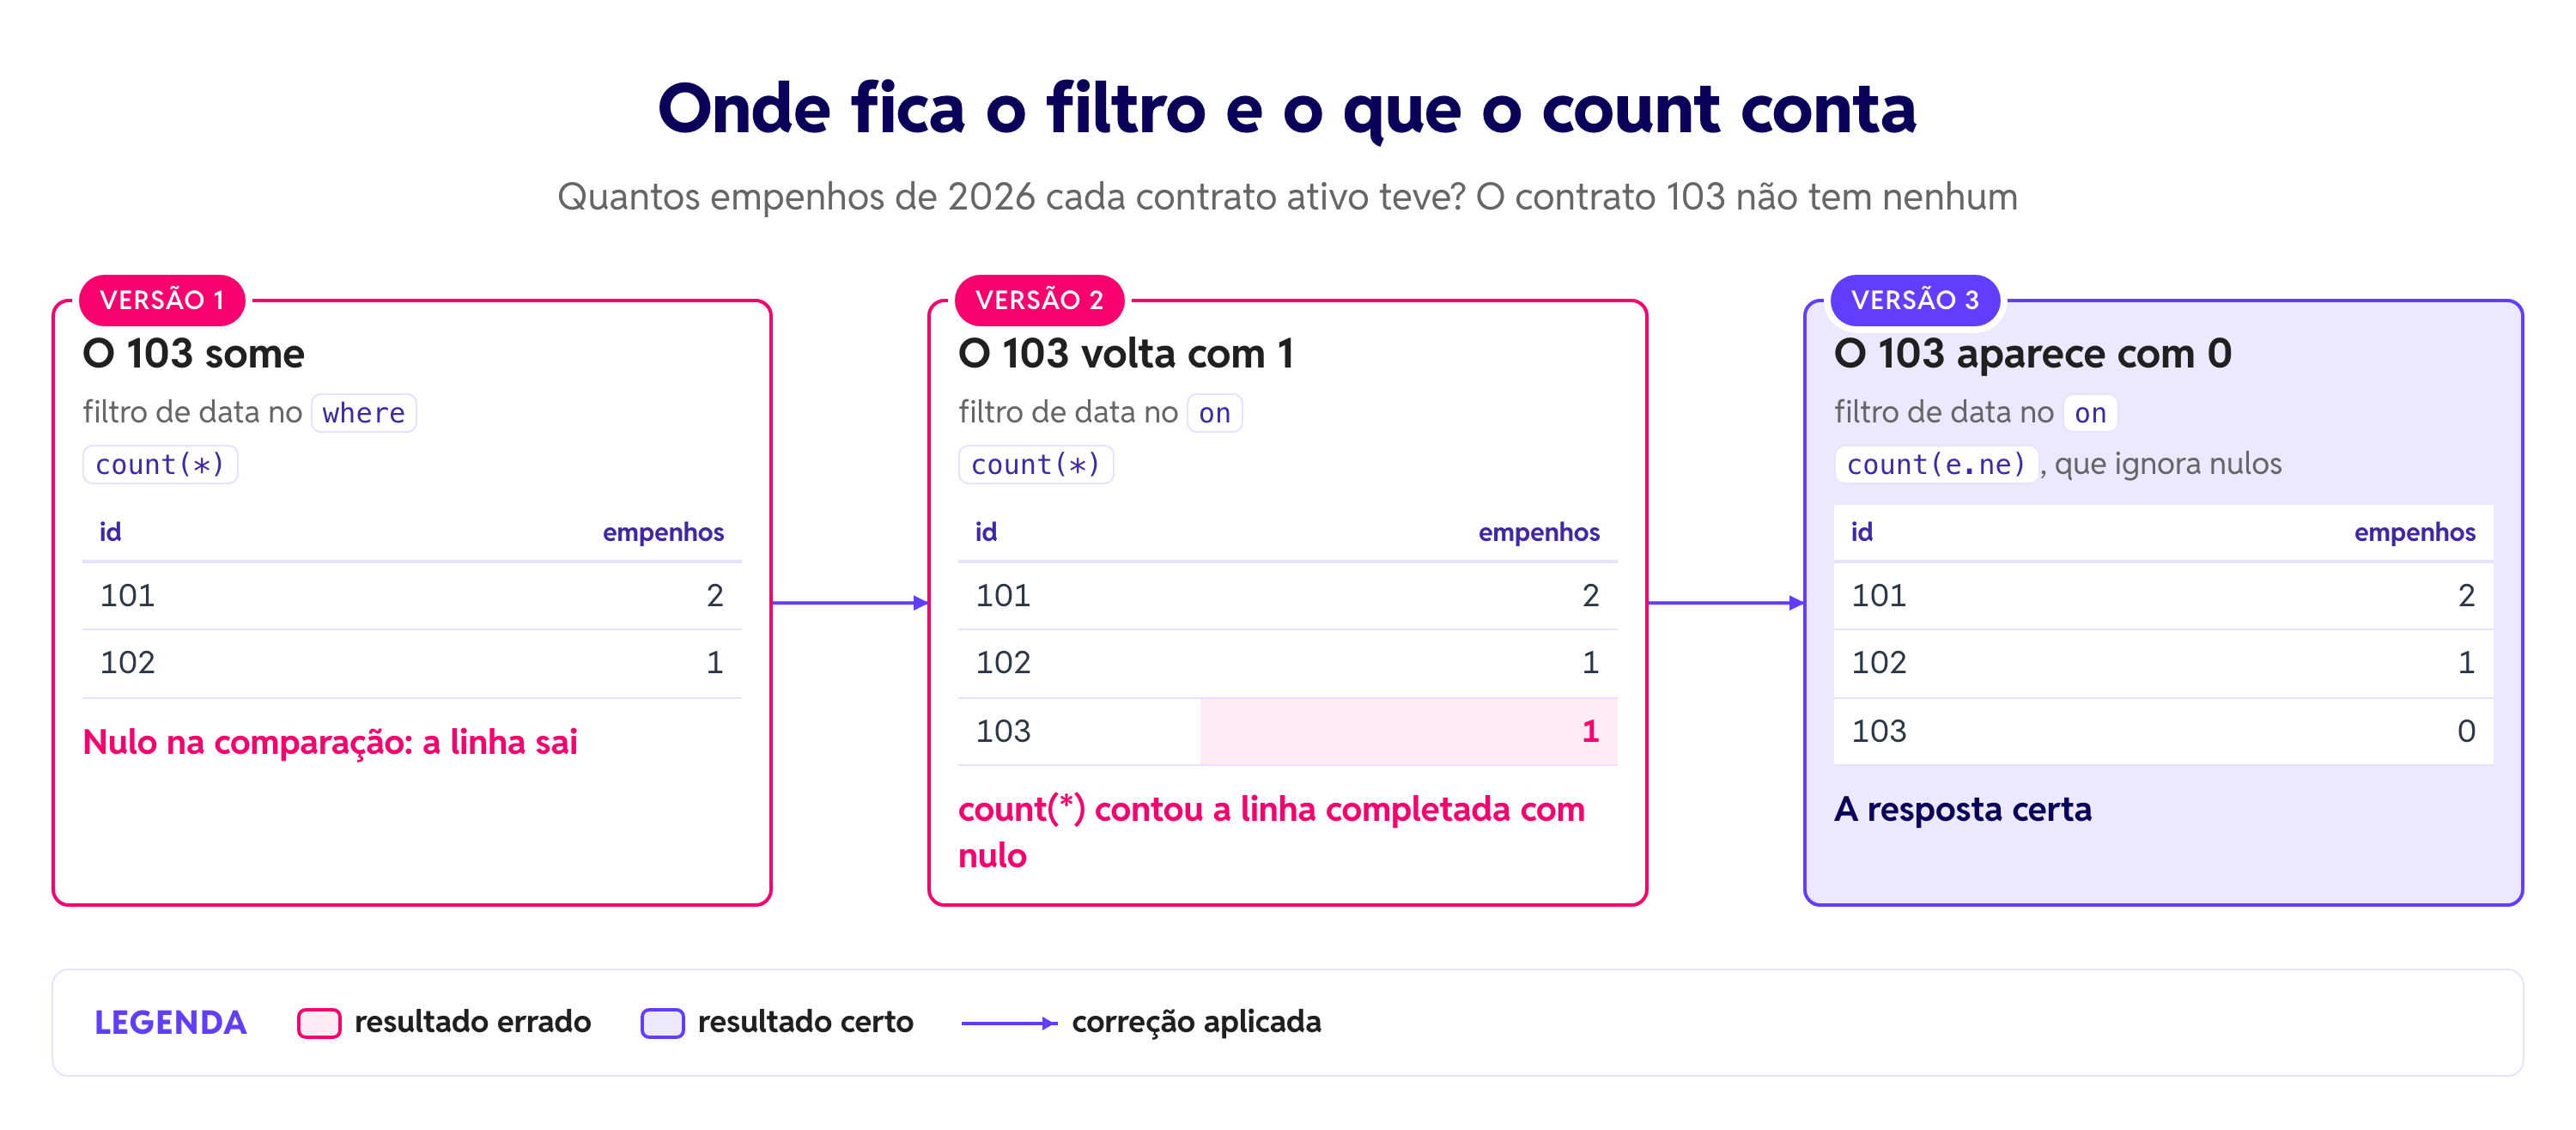 Onde fica o filtro e o que o count conta
Quantos empenhos de 2026 cada contrato ativo teve? O contrato 103 não tem nenhum
VERSÃO 1
O 103 some
filtro de data no where
count(*)
id empenhos
101 2
102 1
Nulo na comparação: a linha sai
VERSÃO 2
O 103 volta com 1
filtro de data no on
count(*)
id empenhos
101 2
102 1
103 1
count(*) contou a linha completada com
nulo
VERSÃO 3
O 103 aparece com 0
filtro de data no on
count(e.ne), que ignora nulos
id empenhos
101 2
102 1
103 0
A resposta certa
LEGENDA resultado errado resultado certo correção aplicada